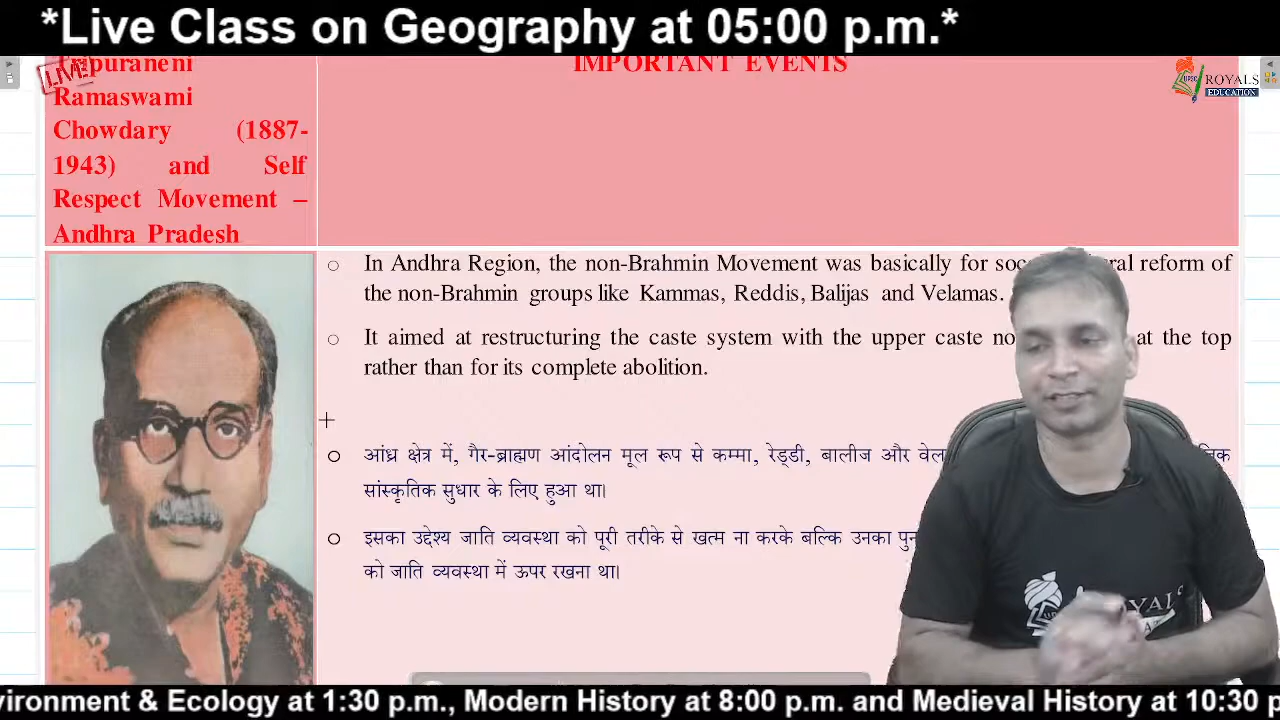 *Live Class on Geography at 05:00 p.m.*
LIVE
Tripuraneni
Ramaswami
Chowdary (1887-
1943) and Self
Respect Movement –
Andhra Pradesh
IMPORTANT EVENTS
UPSC ROYALS
EDUCATION
In Andhra Region, the non-Brahmin Movement was basically for reform of
the non-Brahmin groups like Kammas, Reddis, Balijas and Velamas.
It aimed at restructuring the caste system with the upper caste at the top
rather than for its complete abolition.
आंध्र क्षेत्र में, गैर-ब्राह्मण आंदोलन मूल रूप से कम्मा, रेड्डी, बालीज और
सांस्कृतिक सुधार के लिए हुआ था।
इसका उद्देश्य जाति व्यवस्था को पूरी तरीके से खत्म ना करके बल्कि उनका
को जाति व्यवस्था में ऊपर रखना था।
vironment & Ecology at 1:30 p.m., Modern History at 8:00 p.m. and Medieval History at 10:30 p